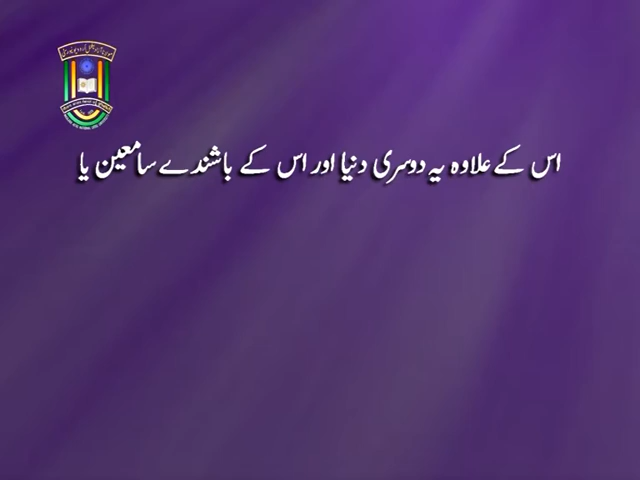 اس کے علاوہ یہ دوسری دنیا اور اس کے باشندے سامعین یا